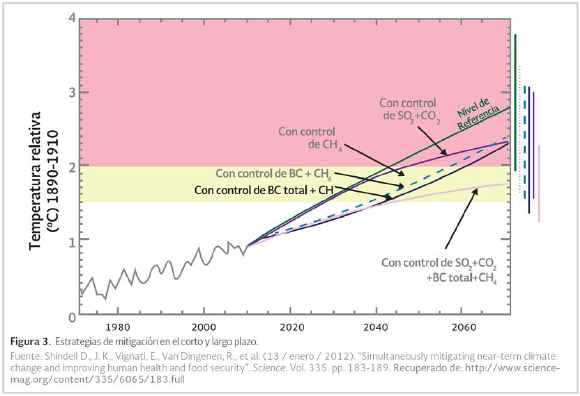 4
3
2
1
0
Temperatura relativa
(ºC) 1890-1910
1980
2000
2020
2040
2060
Con control
de SO2+CO2
Nivel de
Referencia
Con control
de CH4
Con control de BC + CH4
Con control de BC total + CH
Con control de SO2+CO2
+BC total+CH4
Figura 3. Estrategias de mitigación en el corto y largo plazo.
Fuente: Shindell D., J. K., Vignati, E., Van Dingenen, R., et al. (13 / enero / 2012). “Simultaneously mitigating near-term climate
change and improving human health and food security”. Science. Vol. 335: pp. 183-189. Recuperado de: http://www.science-
mag.org/content/335/6065/183.full